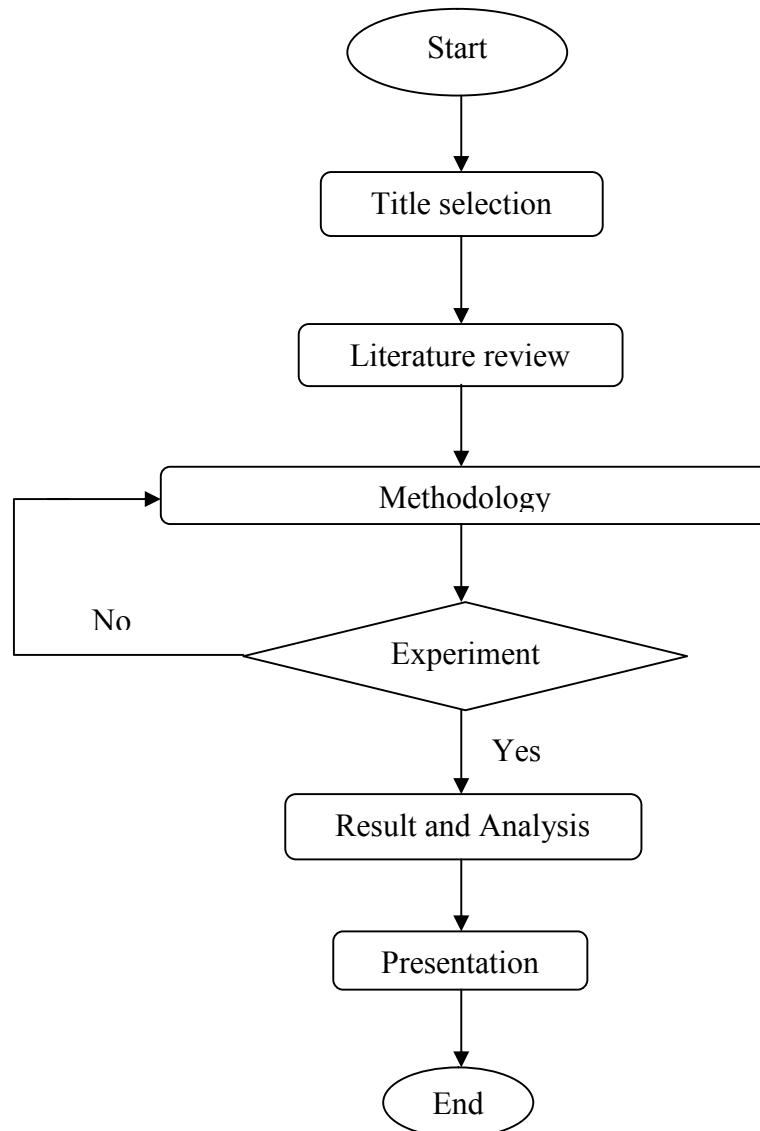 Start
Title selection
Literature review
Methodology
No
Experiment
Yes
Result and Analysis
Presentation
End